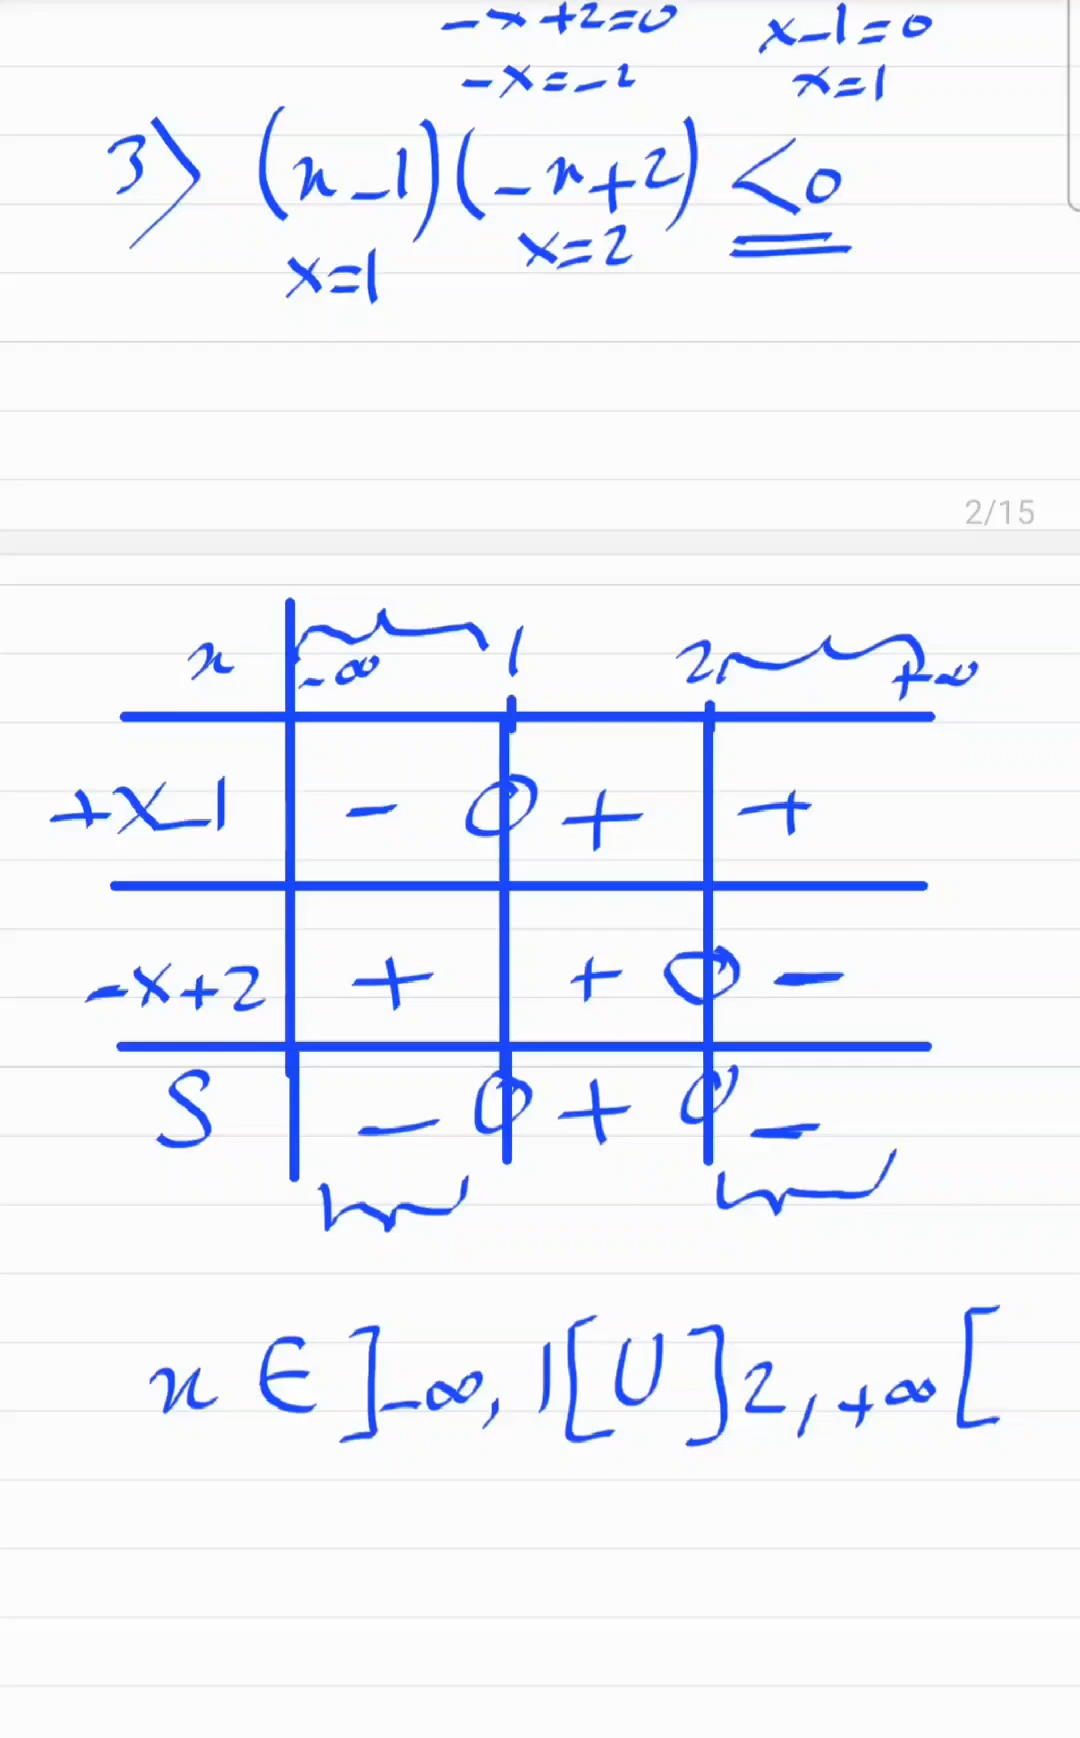 -x+2=0 x-1=0
-x=-2 x=1
3) (x-1)(-x+2) <0
x=1 x=2
2/15
x -∞ 1 2 +∞
+x-1 - 0 + +
-x+2 + + 0 -
S - 0 + 0 -
x ∈ ]-∞, 1[ U ]2, +∞[